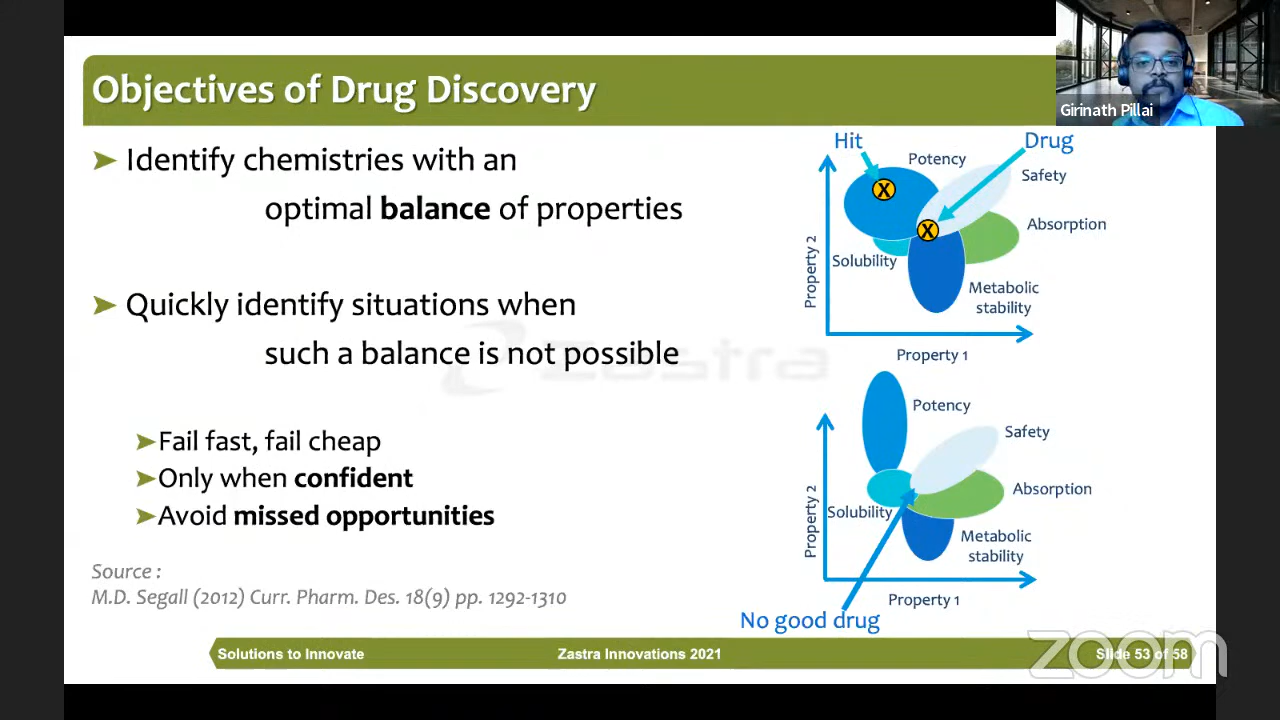 Objectives of Drug Discovery
Girinath Pillai
➤ Identify chemistries with an
optimal balance of properties
➤ Quickly identify situations when
such a balance is not possible
➤Fail fast, fail cheap
➤Only when confident
➤Avoid missed opportunities
Source :
M.D. Segall (2012) Curr. Pharm. Des. 18(9) pp. 1292-1310
Hit
Drug
Potency
Safety
X
Absorption
X
Solubility
Metabolic
stability
Property 2
Property 1
Potency
Safety
Absorption
Solubility
Metabolic
stability
Property 2
Property 1
No good drug
Zastra
Solutions to Innovate
Zastra Innovations 2021
Slide 53 of 58
zoom